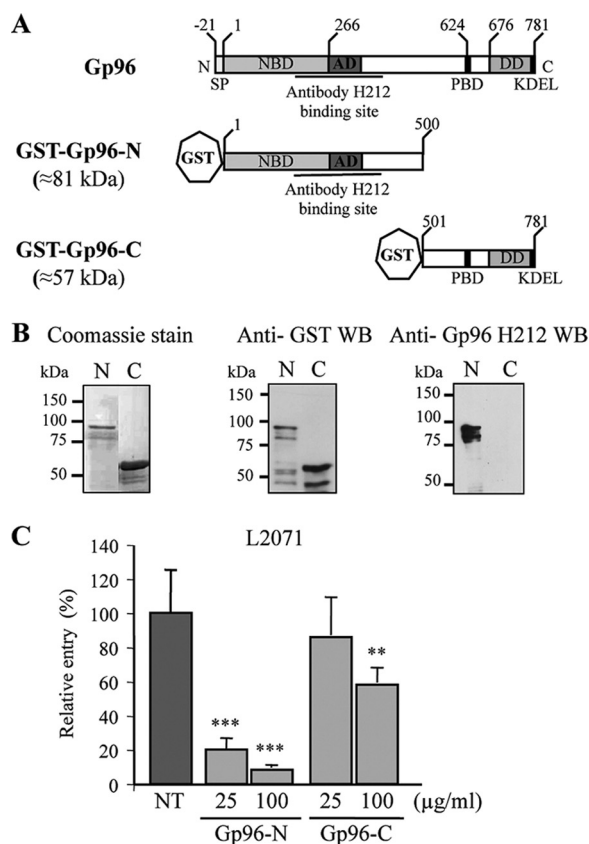 A
-21 1 266 624 676 781
Gp96
N NBD AD DD C
SP PBD KDEL
Antibody H212
binding site
1 500
GST-Gp96-N
(≈81 kDa)
GST NBD AD
Antibody H212
binding site
501 781
GST-Gp96-C
(≈57 kDa)
GST DD
PBD KDEL
B
Coomassie stain Anti- GST WB Anti- Gp96 H212 WB
kDa N C kDa N C kDa N C
150 150 150
100 100 100
75 75 75
50 50 50
C
L2071
Relative entry (%)
140
120
100
80
60
40
20
0
*** *** **
NT 25 100 25 100 (µg/ml)
Gp96-N Gp96-C